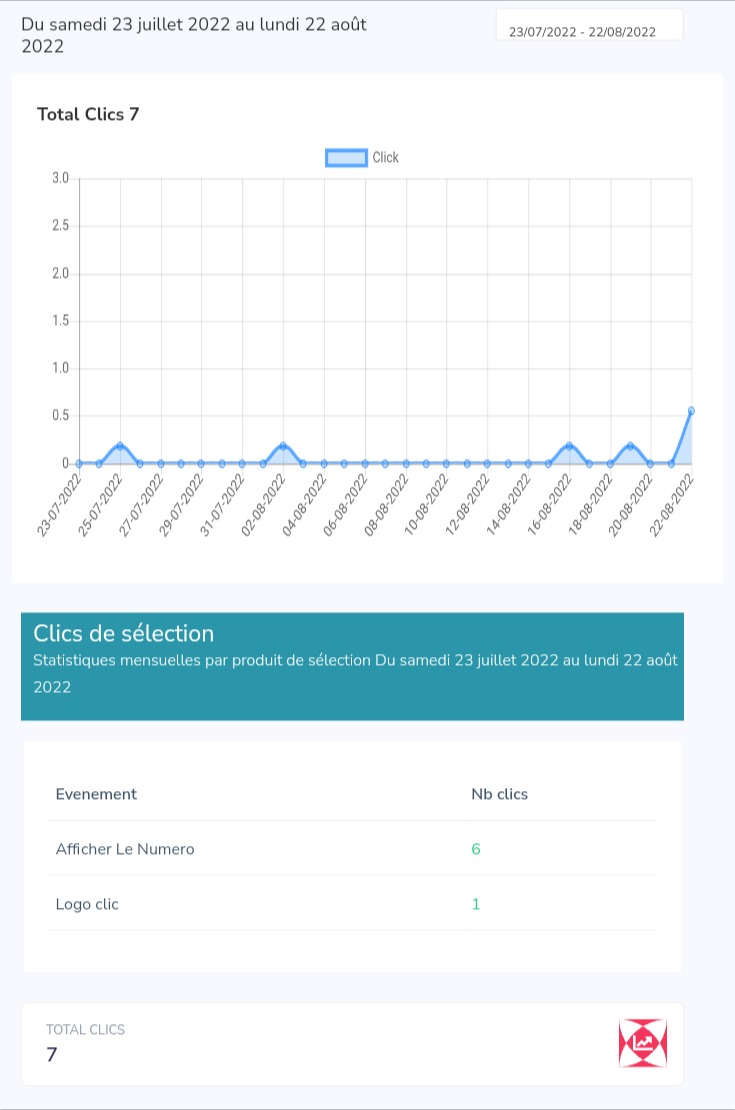 Du samedi 23 juillet 2022 au lundi 22 août
2022
23/07/2022 - 22/08/2022
Total Clics 7
Click
3.0
2.5
2.0
1.5
1.0
0.5
0
23-07-2022
25-07-2022
27-07-2022
29-07-2022
31-07-2022
02-08-2022
04-08-2022
06-08-2022
08-08-2022
10-08-2022
12-08-2022
14-08-2022
16-08-2022
18-08-2022
20-08-2022
22-08-2022
Clics de sélection
Statistiques mensuelles par produit de sélection Du samedi 23 juillet 2022 au lundi 22 août
2022
Evenement Nb clics
Afficher Le Numero 6
Logo clic 1
TOTAL CLICS
7